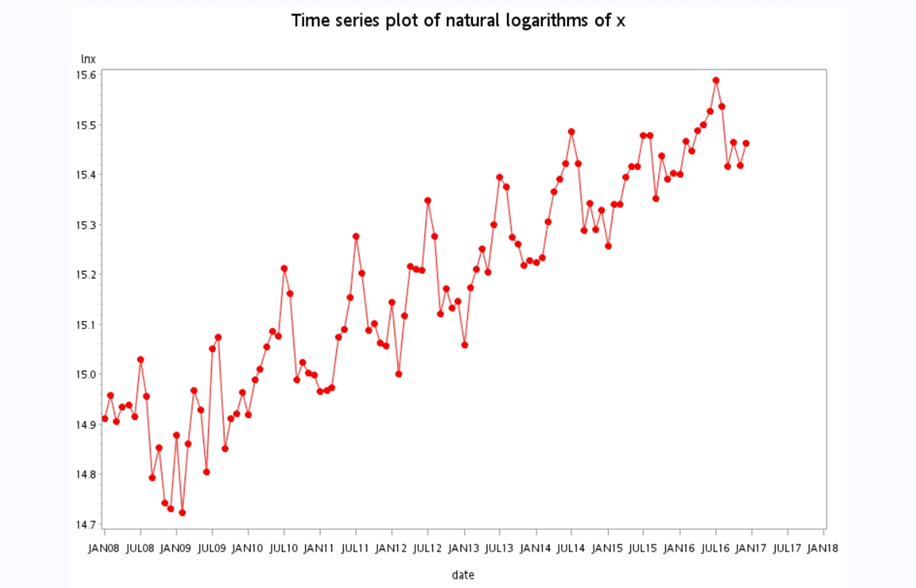 Time series plot of natural logarithms of x
lnx
15.6
15.5
15.4
15.3
15.2
15.1
15.0
14.9
14.8
14.7
JAN08 JUL08 JAN09 JUL09 JAN10 JUL10 JAN11 JUL11 JAN12 JUL12 JAN13 JUL13 JAN14 JUL14 JAN15 JUL15 JAN16 JUL16 JAN17 JUL17 JAN18
date